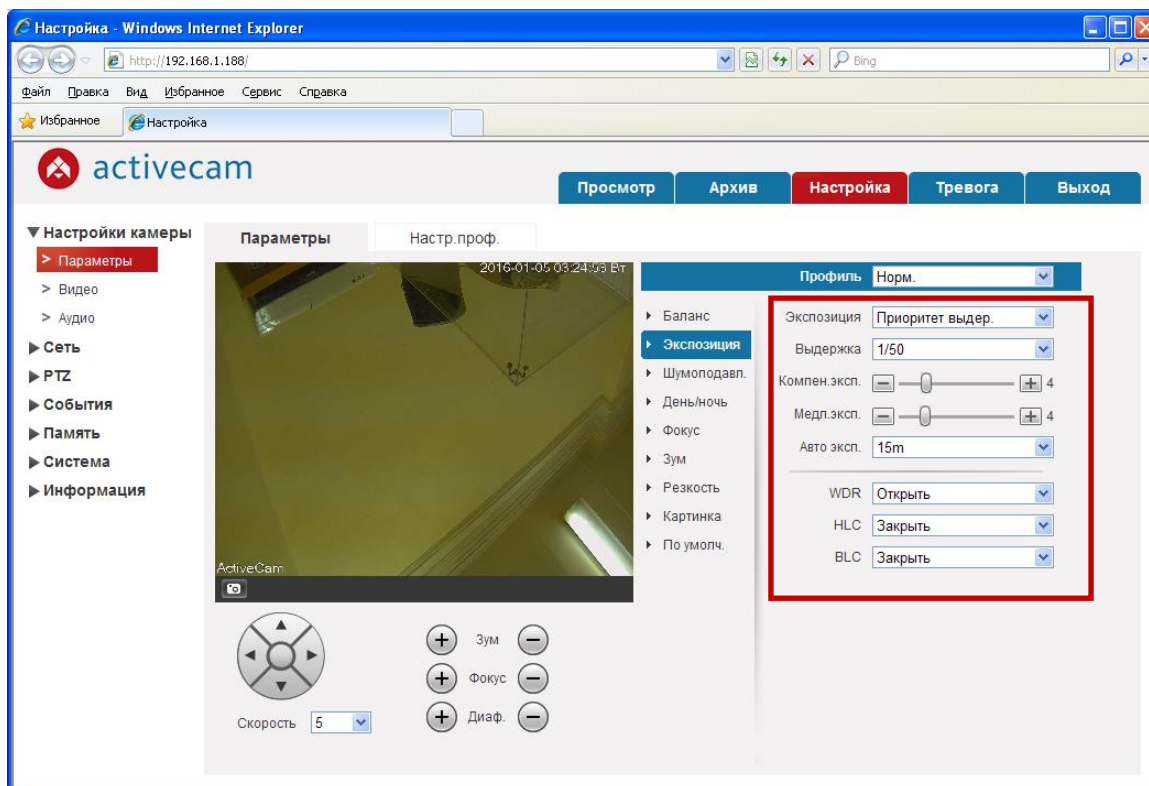 Настройка - Windows Internet Explorer
http://192.168.1.188/
Bing
Файл Правка Вид Избранное Сервис Справка
Избранное Настройка
activecam
Просмотр Архив Настройка Тревога Выход
Настройки камеры
> Параметры
> Видео
> Аудио
Сеть
PTZ
События
Память
Система
Информация
Параметры Настр.проф.
2016-01-05 03:24:53 Вт
ActiveCam
Профиль Норм.
Баланс
Экспозиция
Шумоподавл.
День/ночь
Фокус
Зум
Резкость
Картинка
По умолч.
Экспозиция Приоритет выдер.
Выдержка 1/50
Компен.эксп. 4
Медл.эксп. 4
Авто эксп. 15m
WDR Открыть
HLC Закрыть
BLC Закрыть
Зум
Фокус
Диаф.
Скорость 5